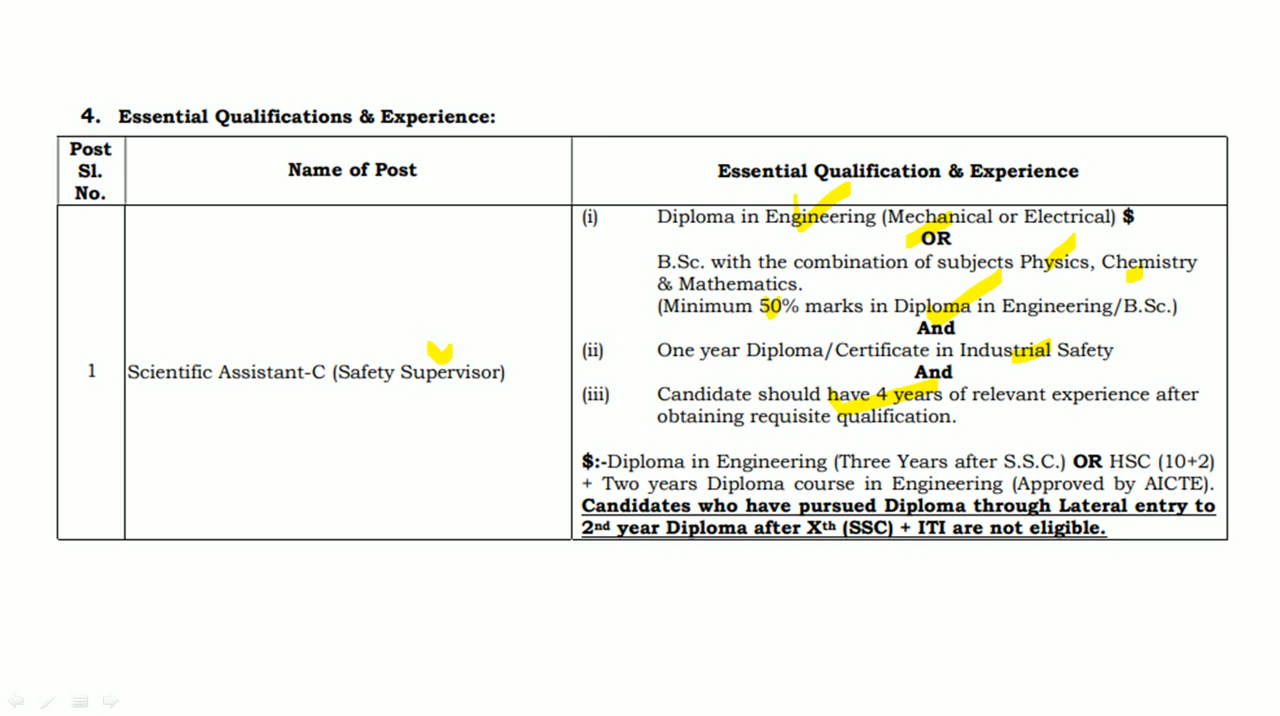 4. Essential Qualifications & Experience:
Post
Sl.
No.
Name of Post
Essential Qualification & Experience
1
Scientific Assistant-C (Safety Supervisor)
(i) Diploma in Engineering (Mechanical or Electrical) $
OR
B.Sc. with the combination of subjects Physics, Chemistry
& Mathematics.
(Minimum 50% marks in Diploma in Engineering/B.Sc.)
And
(ii) One year Diploma/Certificate in Industrial Safety
And
(iii) Candidate should have 4 years of relevant experience after
obtaining requisite qualification.
$:-Diploma in Engineering (Three Years after S.S.C.) OR HSC (10+2)
+ Two years Diploma course in Engineering (Approved by AICTE).
Candidates who have pursued Diploma through Lateral entry to
2nd year Diploma after Xth (SSC) + ITI are not eligible.